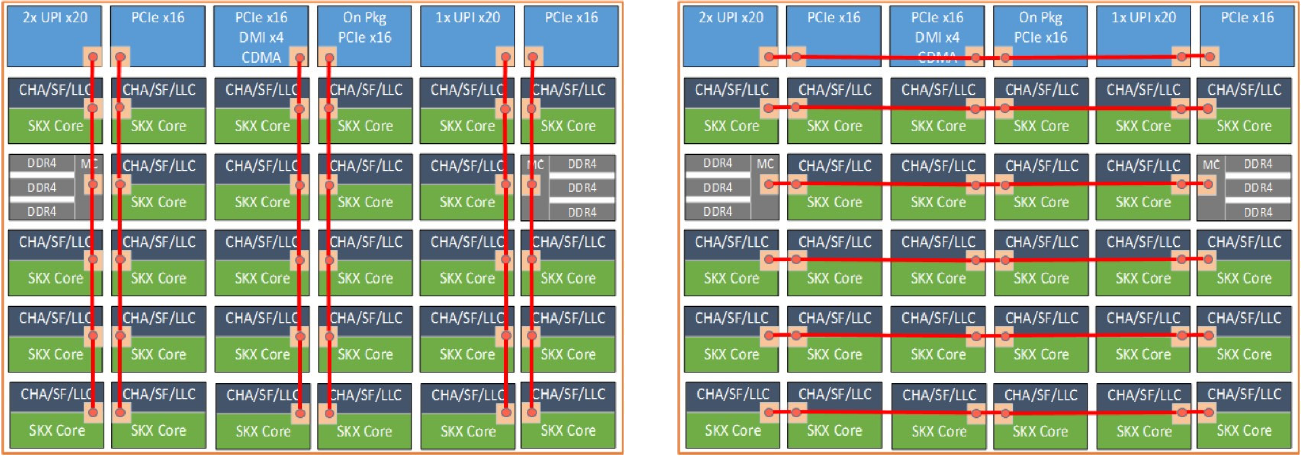 2x UPI x20 PCIe x16 PCIe x16 On Pkg 1x UPI x20 PCIe x16
DMI x4 PCIe x16
CDMA
CHA/SF/LLC CHA/SF/LLC CHA/SF/LLC CHA/SF/LLC CHA/SF/LLC CHA/SF/LLC
SKX Core SKX Core SKX Core SKX Core SKX Core SKX Core
DDR4 MC CHA/SF/LLC CHA/SF/LLC CHA/SF/LLC CHA/SF/LLC MC DDR4
DDR4 SKX Core SKX Core SKX Core SKX Core DDR4
DDR4 DDR4
CHA/SF/LLC CHA/SF/LLC CHA/SF/LLC CHA/SF/LLC CHA/SF/LLC CHA/SF/LLC
SKX Core SKX Core SKX Core SKX Core SKX Core SKX Core
CHA/SF/LLC CHA/SF/LLC CHA/SF/LLC CHA/SF/LLC CHA/SF/LLC CHA/SF/LLC
SKX Core SKX Core SKX Core SKX Core SKX Core SKX Core
CHA/SF/LLC CHA/SF/LLC CHA/SF/LLC CHA/SF/LLC CHA/SF/LLC CHA/SF/LLC
SKX Core SKX Core SKX Core SKX Core SKX Core SKX Core
2x UPI x20 PCIe x16 PCIe x16 On Pkg 1x UPI x20 PCIe x16
DMI x4 PCIe x16
CDMA
CHA/SF/LLC CHA/SF/LLC CHA/SF/LLC CHA/SF/LLC CHA/SF/LLC CHA/SF/LLC
SKX Core SKX Core SKX Core SKX Core SKX Core SKX Core
DDR4 MC CHA/SF/LLC CHA/SF/LLC CHA/SF/LLC CHA/SF/LLC MC DDR4
DDR4 SKX Core SKX Core SKX Core SKX Core DDR4
DDR4 DDR4
CHA/SF/LLC CHA/SF/LLC CHA/SF/LLC CHA/SF/LLC CHA/SF/LLC CHA/SF/LLC
SKX Core SKX Core SKX Core SKX Core SKX Core SKX Core
CHA/SF/LLC CHA/SF/LLC CHA/SF/LLC CHA/SF/LLC CHA/SF/LLC CHA/SF/LLC
SKX Core SKX Core SKX Core SKX Core SKX Core SKX Core
CHA/SF/LLC CHA/SF/LLC CHA/SF/LLC CHA/SF/LLC CHA/SF/LLC CHA/SF/LLC
SKX Core SKX Core SKX Core SKX Core SKX Core SKX Core